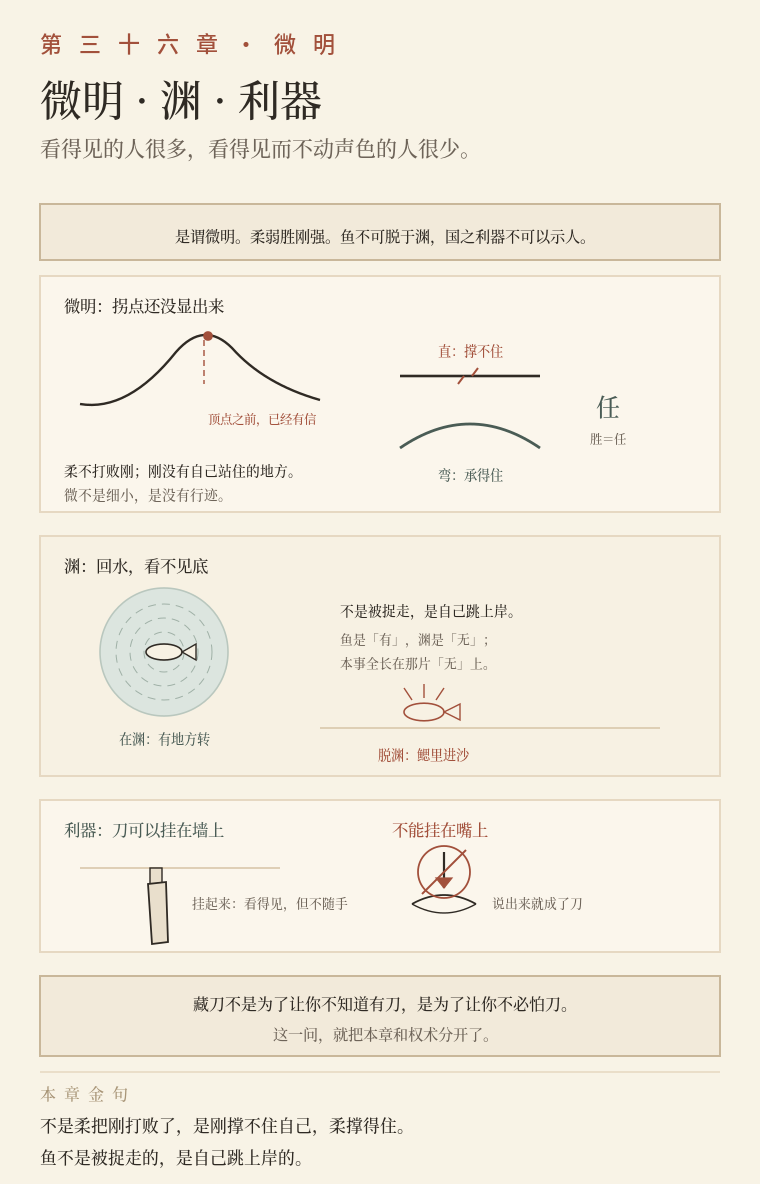 第三十六章·微明
微明·渊·利器
看得见的人很多，看得见而不动声色的人很少。
是谓微明。柔弱胜刚强。鱼不可脱于渊，国之利器不可以示人。
微明：拐点还没显出来
顶点之前，已经有信
直：撑不住
弯：承得住
任
胜＝任
柔不打败刚；刚没有自己站住的地方。
微不是细小，是没有行迹。
渊：回水，看不见底
在渊：有地方转
不是被捉走，是自己跳上岸。
鱼是「有」，渊是「无」；
本事全长在那片「无」上。
脱渊：鳃里进沙
利器：刀可以挂在墙上
挂起来：看得见，但不随手
不能挂在嘴上
说出来就成了刀
藏刀不是为了让你不知道有刀，是为了让你不必怕刀。
这一问，就把本章和权术分开了。
本章金句
不是柔把刚打败了，是刚撑不住自己，柔撑得住。
鱼不是被捉走的，是自己跳上岸的。